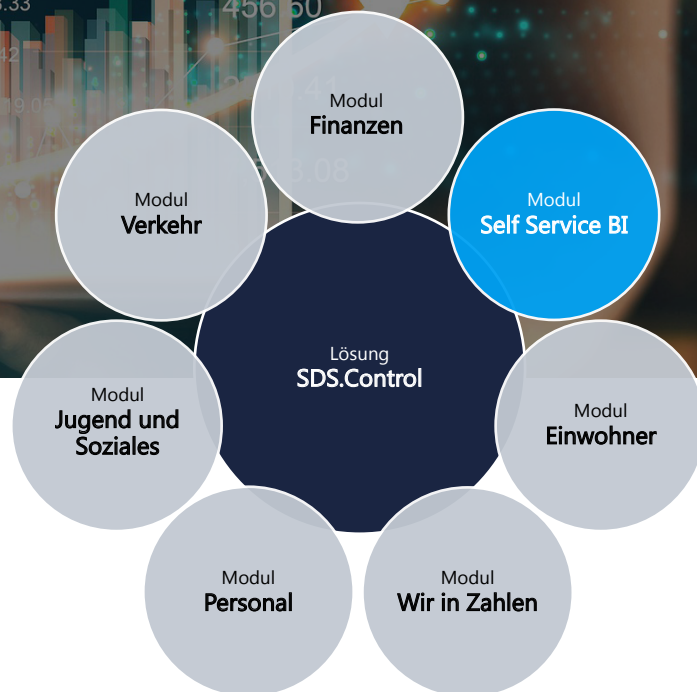 Modul
Finanzen
Modul
Self Service BI
Modul
Verkehr
Lösung
SDS.Control
Modul
Jugend und
Soziales
Modul
Einwohner
Modul
Personal
Modul
Wir in Zahlen